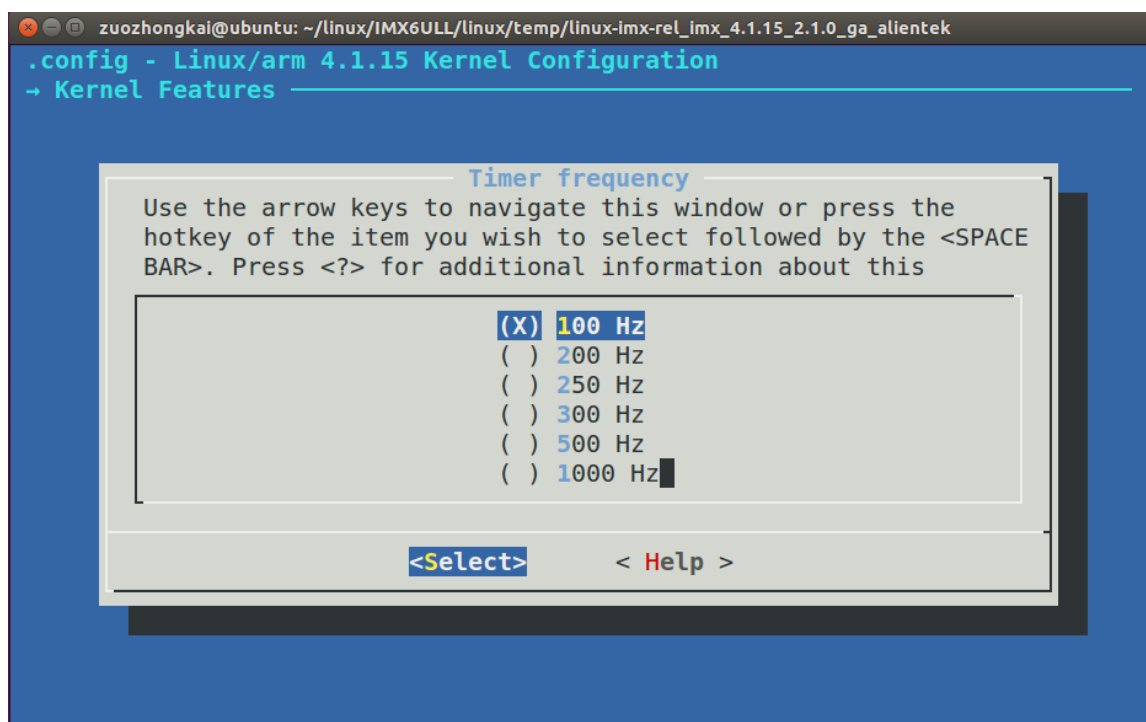 zuozhongkai@ubuntu: ~/linux/IMX6ULL/linux/temp/linux-imx-rel_imx_4.1.15_2.1.0_ga_alientek
.config - Linux/arm 4.1.15 Kernel Configuration
→ Kernel Features
Timer frequency
Use the arrow keys to navigate this window or press the
hotkey of the item you wish to select followed by the <SPACE
BAR>. Press <?> for additional information about this
(X) 100 Hz
( ) 200 Hz
( ) 250 Hz
( ) 300 Hz
( ) 500 Hz
( ) 1000 Hz
<Select> < Help >